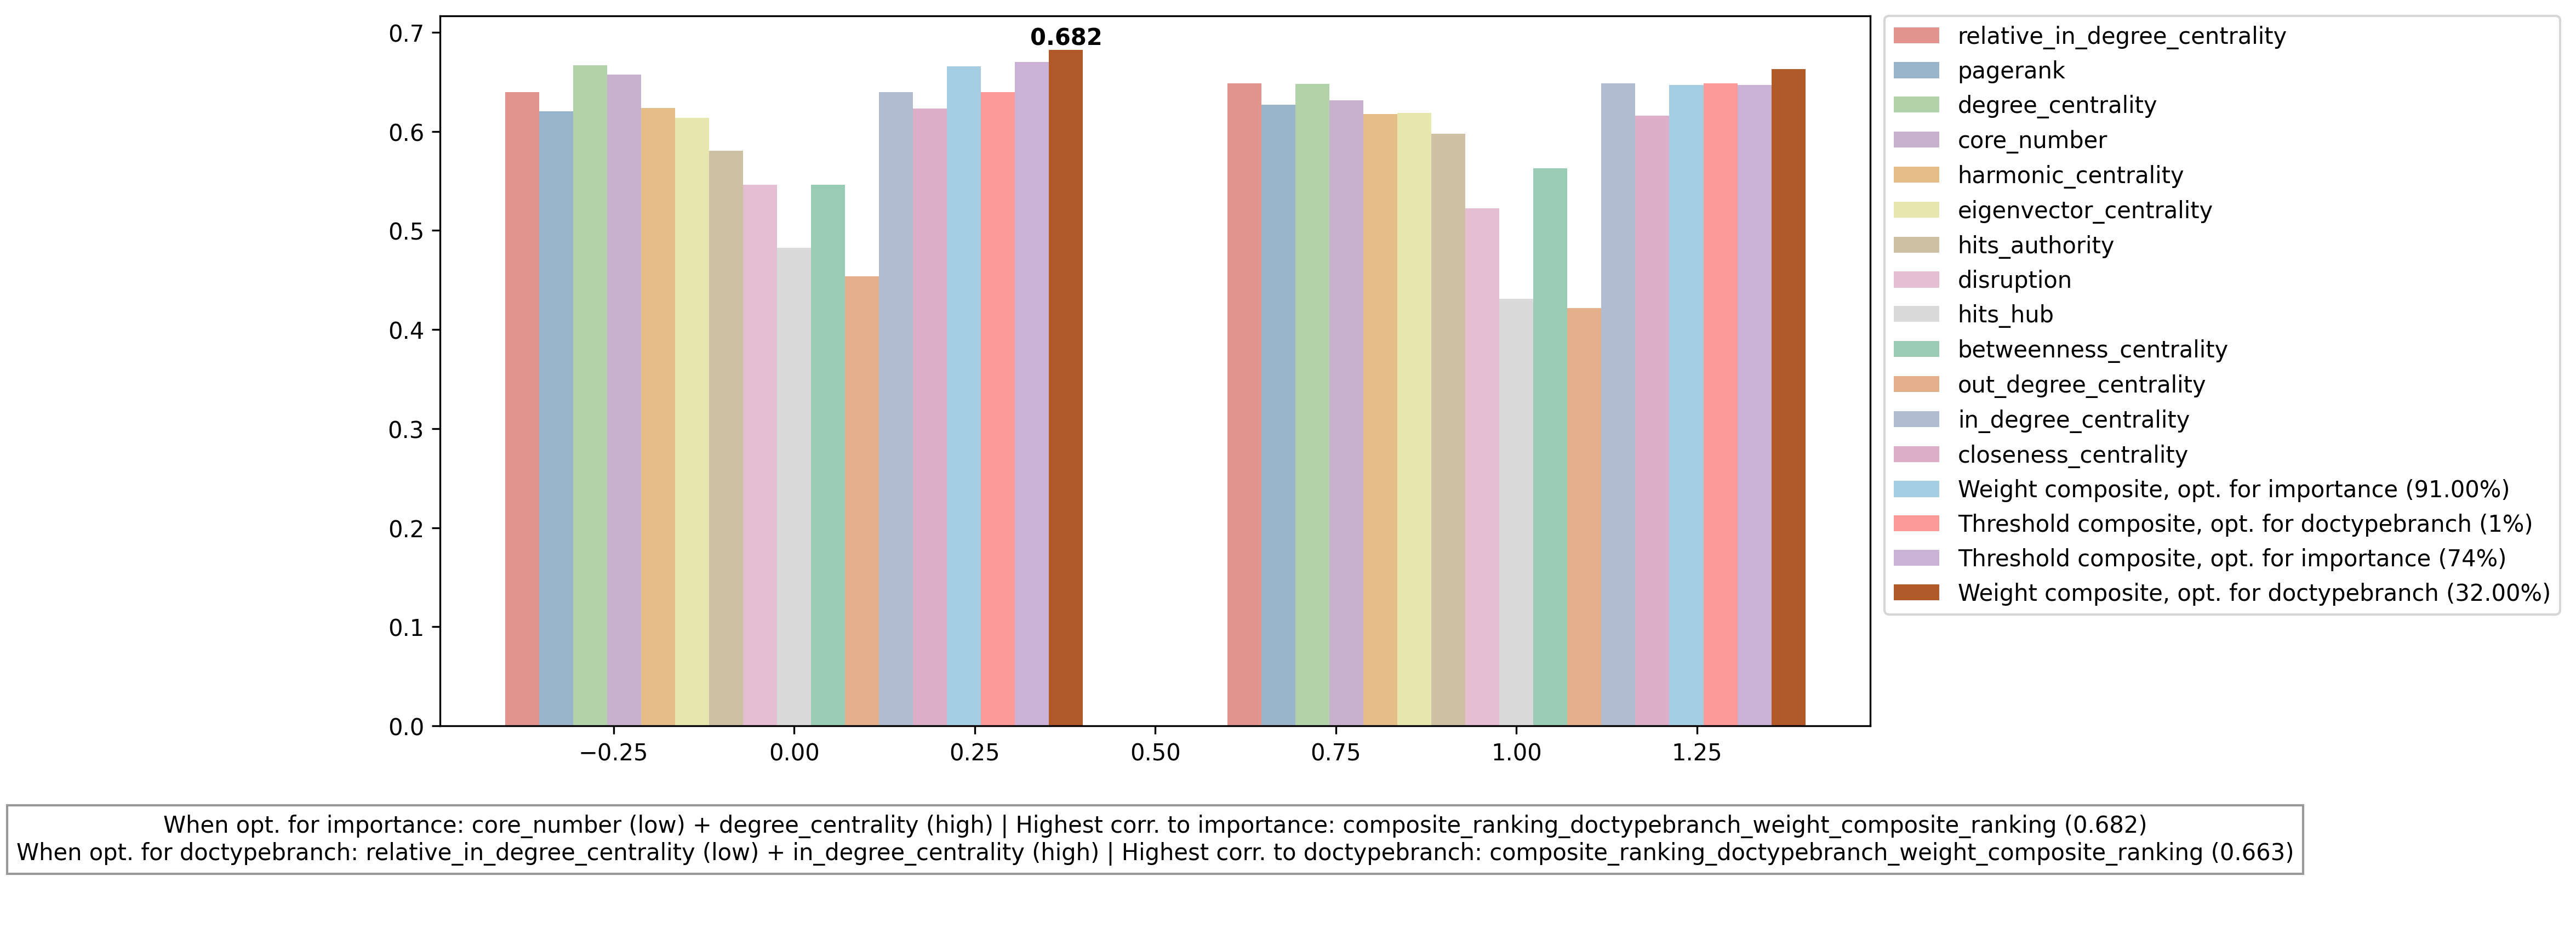 0.7
0.6
0.5
0.4
0.3
0.2
0.1
0.0
0.682
−0.25
0.00
0.25
0.50
0.75
1.00
1.25
relative_in_degree_centrality
pagerank
degree_centrality
core_number
harmonic_centrality
eigenvector_centrality
hits_authority
disruption
hits_hub
betweenness_centrality
out_degree_centrality
in_degree_centrality
closeness_centrality
Weight composite, opt. for importance (91.00%)
Threshold composite, opt. for doctypebranch (1%)
Threshold composite, opt. for importance (74%)
Weight composite, opt. for doctypebranch (32.00%)
When opt. for importance: core_number (low) + degree_centrality (high) | Highest corr. to importance: composite_ranking_doctypebranch_weight_composite_ranking (0.682)
When opt. for doctypebranch: relative_in_degree_centrality (low) + in_degree_centrality (high) | Highest corr. to doctypebranch: composite_ranking_doctypebranch_weight_composite_ranking (0.663)